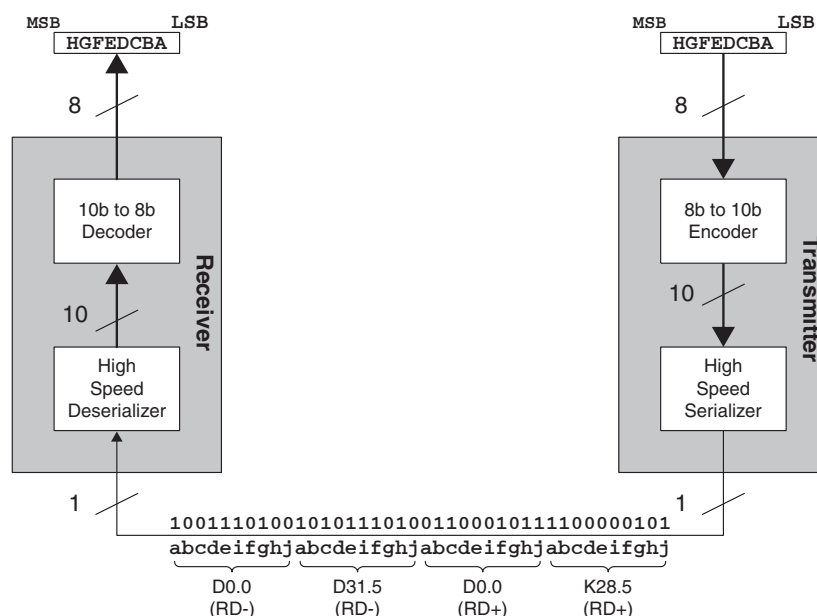 MSB LSB
HGFEDCBA
8
10b to 8b
Decoder
10
High
Speed
Deserializer
Receiver
1
MSB LSB
HGFEDCBA
8
8b to 10b
Encoder
10
High
Speed
Serializer
Transmitter
1
1001110100101011101001100010111100000101
abcdeifghjabcdeifghjabcdeifghjabcdeifghj
D0.0 D31.5 D0.0 K28.5
(RD-) (RD-) (RD+) (RD+)